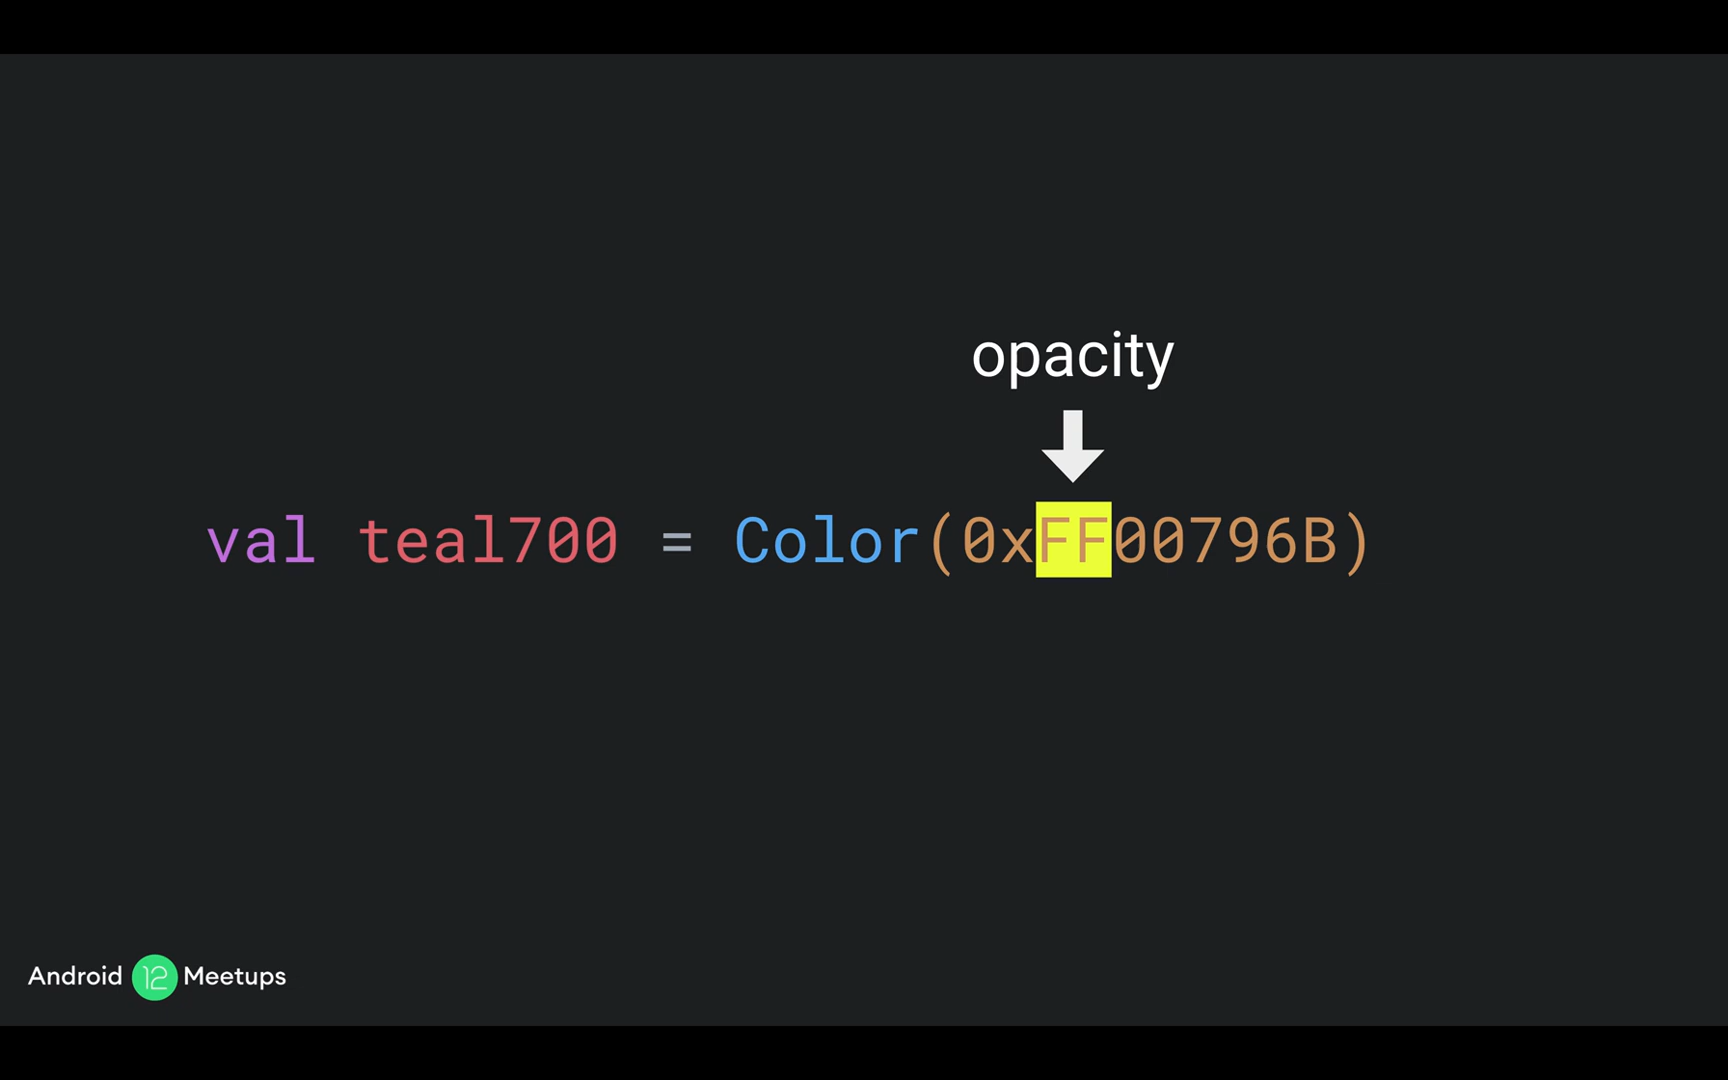 opacity
val teal700 = Color(0xFF00796B)
Android 12 Meetups